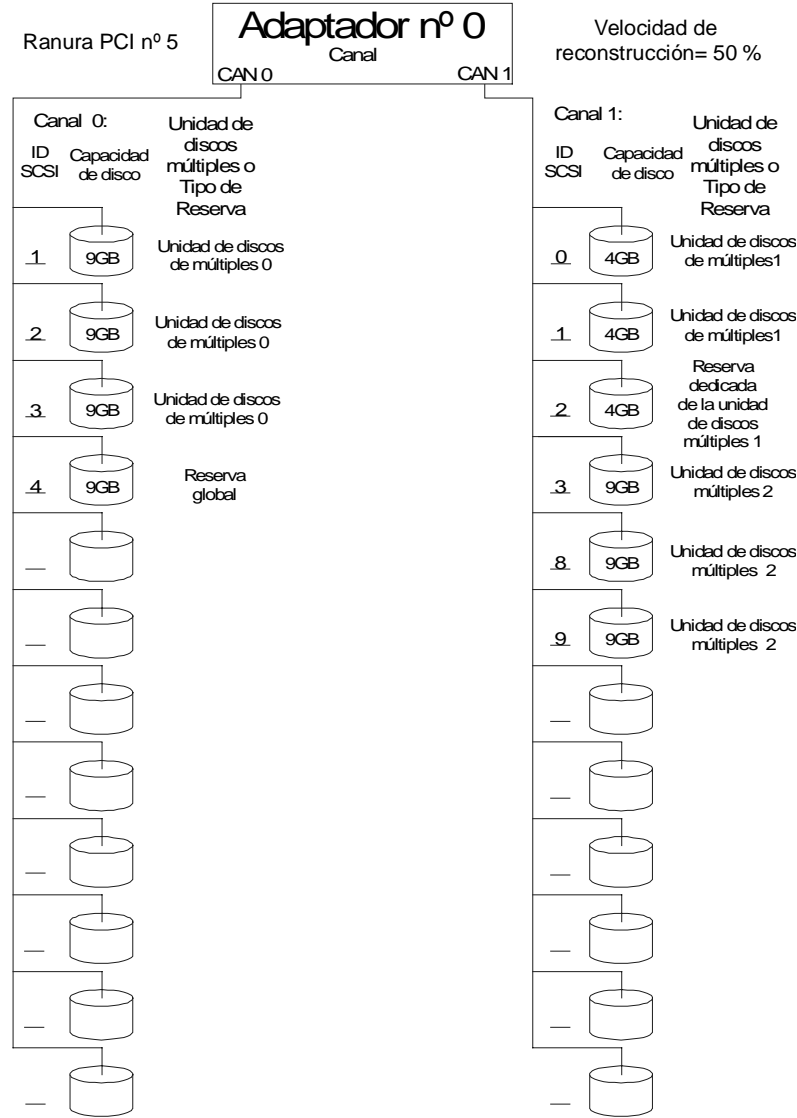 Ranura PCI nº 5
Adaptador nº 0
Canal
CAN 0
CAN 1
Velocidad de
reconstrucción= 50 %
Canal 0:
ID
SCSI
Capacidad
de disco
Unidad de
discos
múltiples o
Tipo de
Reserva
1
9GB
Unidad de discos
de múltiples 0
2
9GB
Unidad de discos
de múltiples 0
3
9GB
Unidad de discos
de múltiples 0
4
9GB
Reserva
global
Canal 1:
ID
SCSI
Capacidad
de disco
Unidad de
discos
múltiples o
Tipo de
Reserva
0
4GB
Unidad de discos
de múltiples1
1
4GB
Unidad de discos
de múltiples1
2
4GB
Reserva
dedicada
de la unidad
de discos
múltiples 1
3
9GB
Unidad de discos
múltiples 2
8
9GB
Unidad de discos
múltiples 2
9
9GB
Unidad de discos
múltiples 2